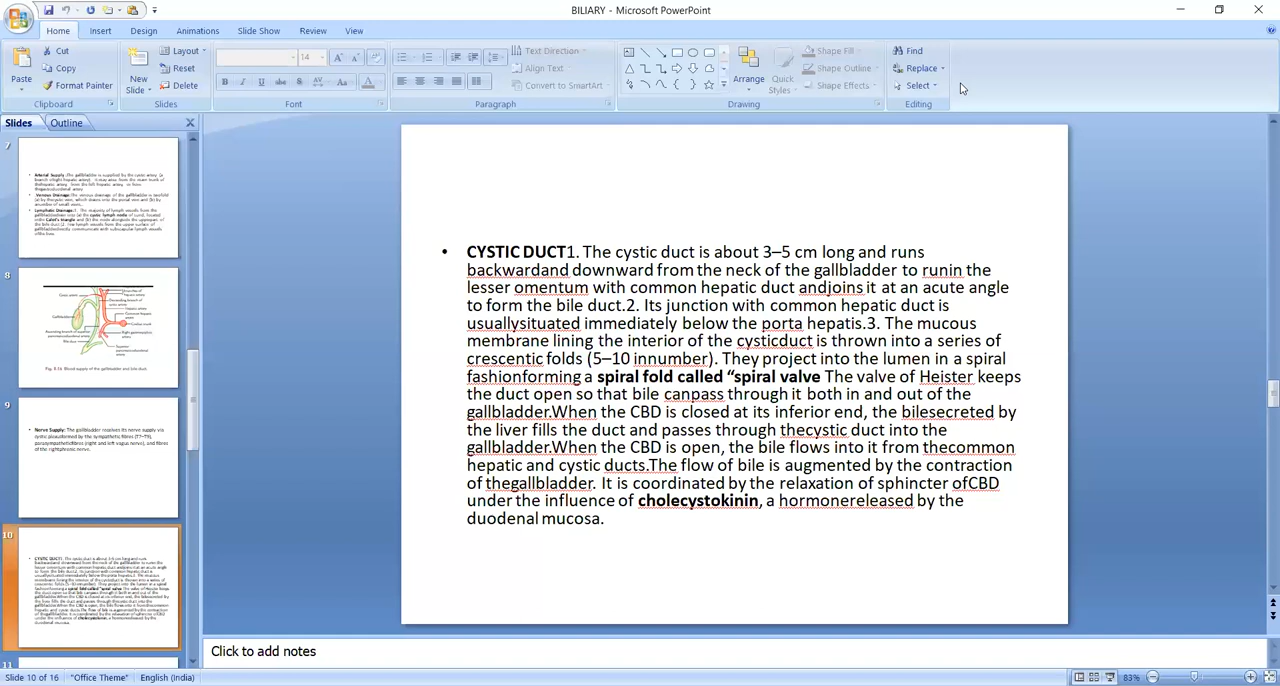 BILIARY - Microsoft PowerPoint
Home Insert Design Animations Slide Show Review View
Paste
Cut
Copy
Format Painter
Clipboard
New Slide
Layout
Reset
Delete
Slides
14
Font
Paragraph
Text Direction
Align Text
Convert to SmartArt
Arrange
Quick Styles
Shape Fill
Shape Outline
Shape Effects
Drawing
Find
Replace
Select
Editing
Slides Outline
7
8
9
10
11
• CYSTIC DUCT1. The cystic duct is about 3–5 cm long and runs
backwardand downward from the neck of the gallbladder to runin the
lesser omentum with common hepatic duct andjoins it at an acute angle
to form the bile duct.2. Its junction with common hepatic duct is
usuallysituated immediately below the porta hepatis.3. The mucous
membrane lining the interior of the cysticduct is thrown into a series of
crescentic folds (5–10 innumber). They project into the lumen in a spiral
fashionforming a spiral fold called “spiral valve The valve of Heister keeps
the duct open so that bile canpass through it both in and out of the
gallbladder.When the CBD is closed at its inferior end, the bilesecreted by
the liver fills the duct and passes through thecystic duct into the
gallbladder.When the CBD is open, the bile flows into it from thecommon
hepatic and cystic ducts.The flow of bile is augmented by the contraction
of thegallbladder. It is coordinated by the relaxation of sphincter ofCBD
under the influence of cholecystokinin, a hormonereleased by the
duodenal mucosa.
Click to add notes
Slide 10 of 16 "Office Theme" English (India) 83%